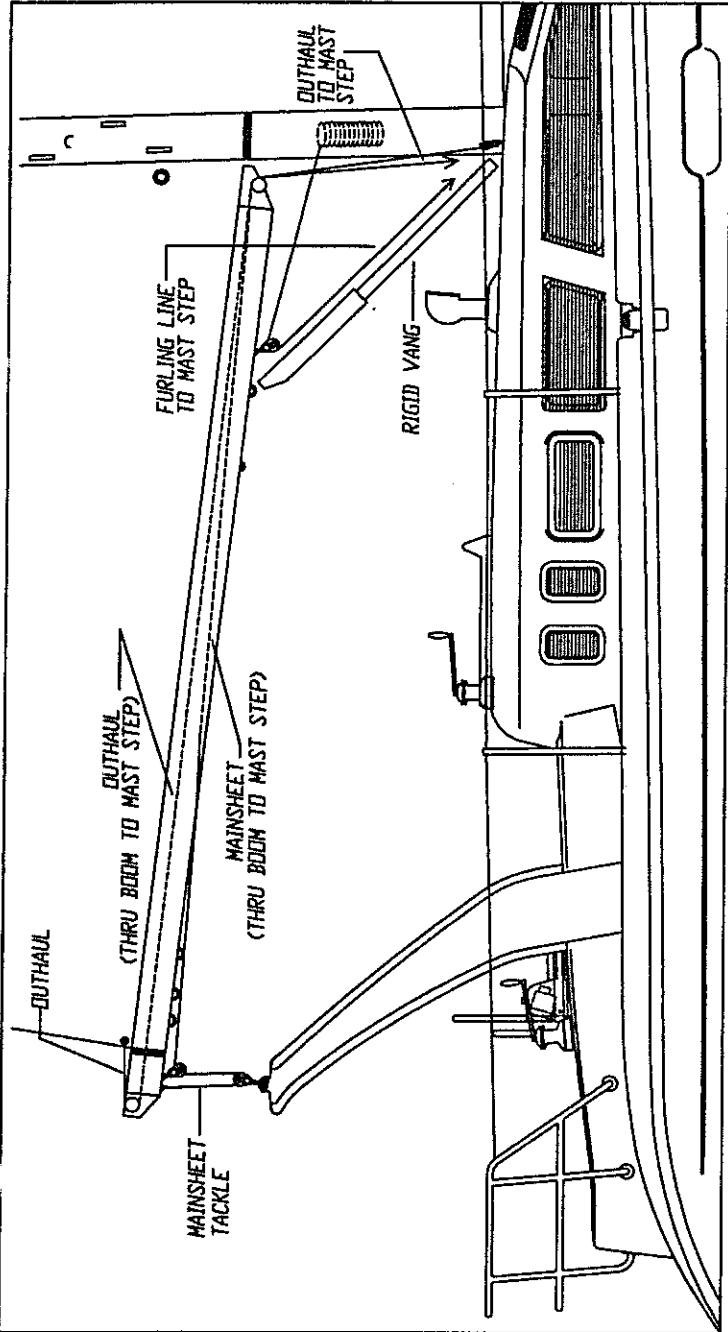 OUTHAUL
OUTHAUL
(THRU BOOM TO MAST STEP)
MAINSHEET
(THRU BOOM TO MAST STEP)
MAINSHEET
TACKLE
FURLING LINE
TO MAST STEP
OUTHAUL
TO MAST
STEP
RIGID VANG